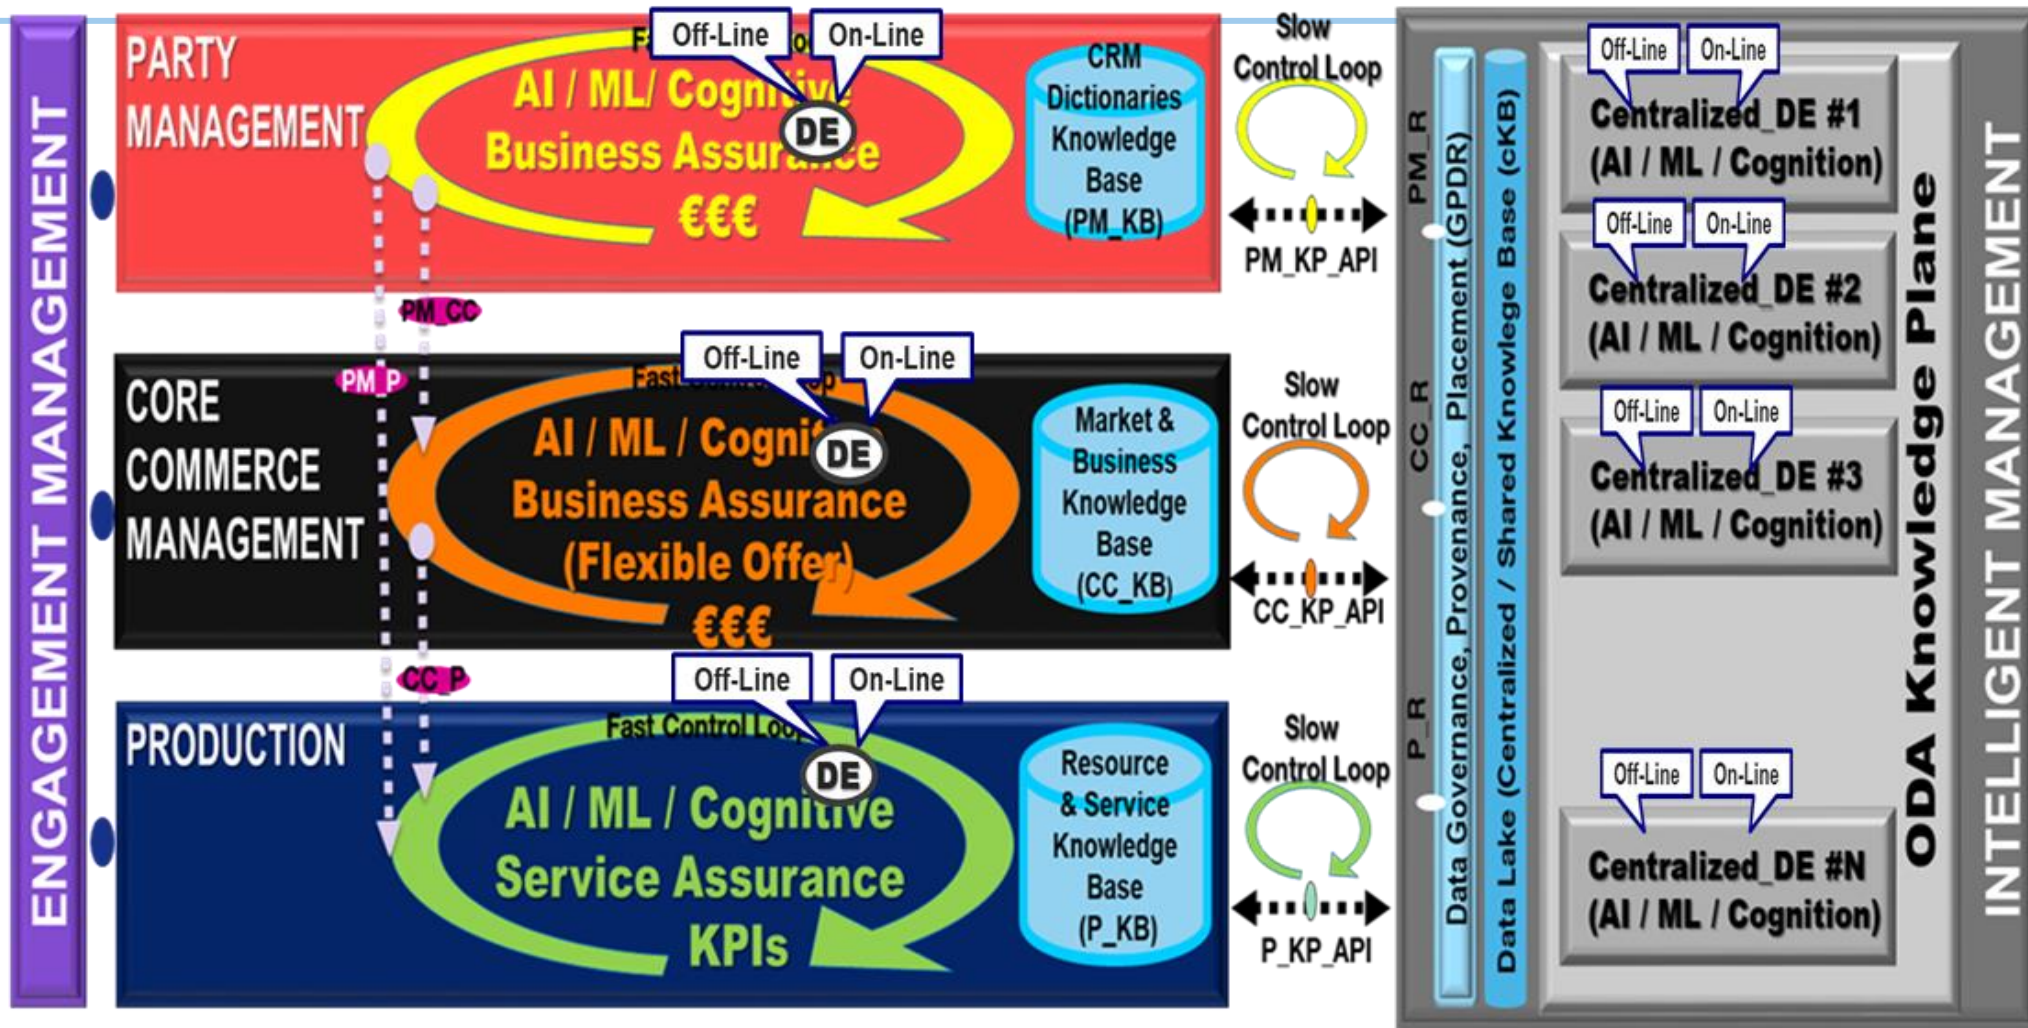 ENGAGEMENT MANAGEMENT
PARTY
MANAGEMENT
Off-Line
On-Line
AI / ML/ Cognitive
Business Assurance
€€€
DE
CRM
Dictionaries
Knowledge
Base
(PM_KB)
Slow
Control Loop
PM_KP_API
PM_CC
PM_P
CORE
COMMERCE
MANAGEMENT
Off-Line
On-Line
Fast
AI / ML /
Business Assurance
(Flexible Offer)
€€€
DE
Market &
Business
Knowledge
Base
(CC_KB)
Slow
Control Loop
CC_KP_API
CC_P
PRODUCTION
Off-Line
On-Line
Fast Control Loop
AI / ML / Cognitive
Service Assurance
KPIs
DE
Resource
& Service
Knowledge
Base
(P_KB)
Slow
Control Loop
P_KP_API
PM_R
CC_R
P_R
Data Governance, Provenance, Placement (GPDR)
Data Lake (Centralized / Shared Knowlege Base (cKB)
Off-Line
On-Line
Centralized_DE #1
(AI / ML / Cognition)
Off-Line
On-Line
Centralized_DE #2
(AI / ML / Cognition)
Off-Line
On-Line
Centralized_DE #3
(AI / ML / Cognition)
Off-Line
On-Line
Centralized_DE #N
(AI / ML / Cognition)
ODA Knowledge Plane
INTELLIGENT MANAGEMENT